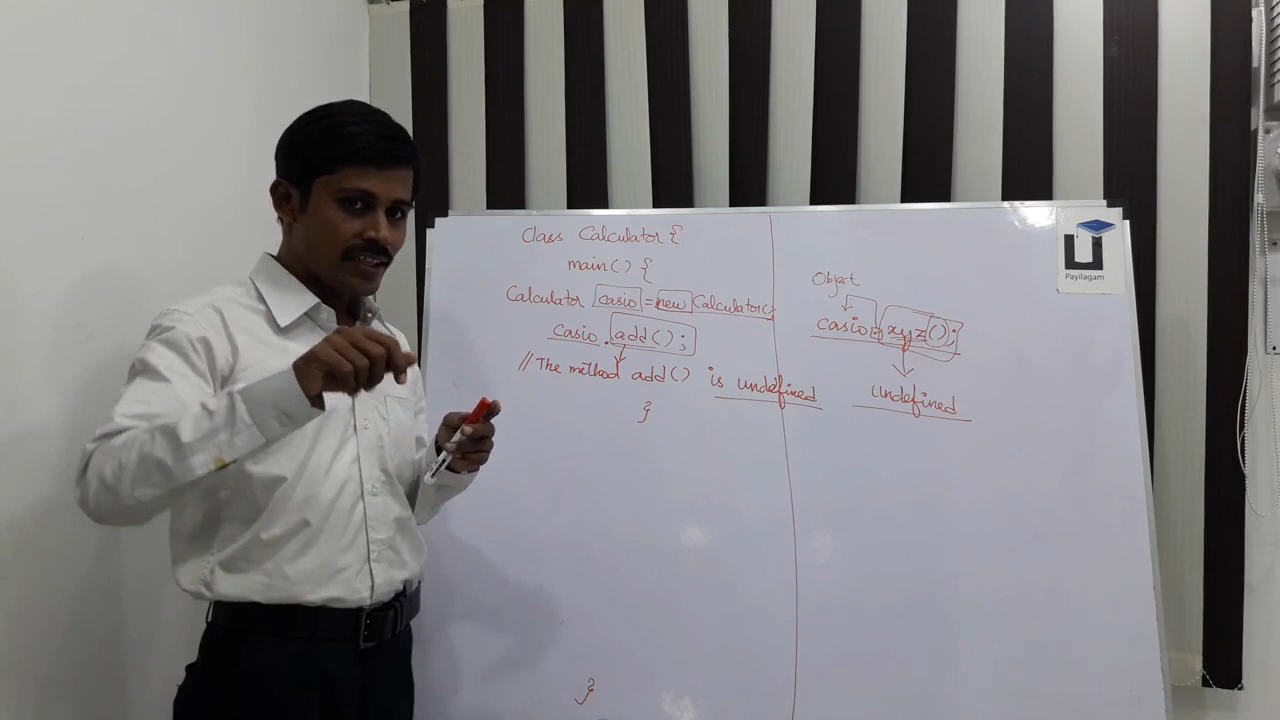 Class Calculator {
main() {
Calculator casio = new Calculator()
casio.add();
// The method add() is undefined
}
}
Object
casio.xyz();
undefined
Payilagam